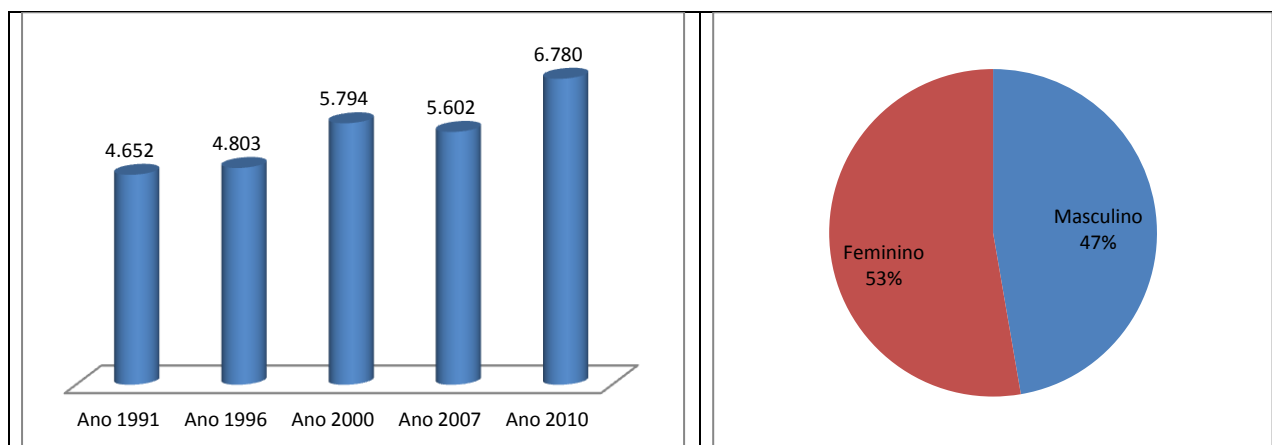 4.652
4.803
5.794
5.602
6.780
Ano 1991
Ano 1996
Ano 2000
Ano 2007
Ano 2010
Masculino
47%
Feminino
53%